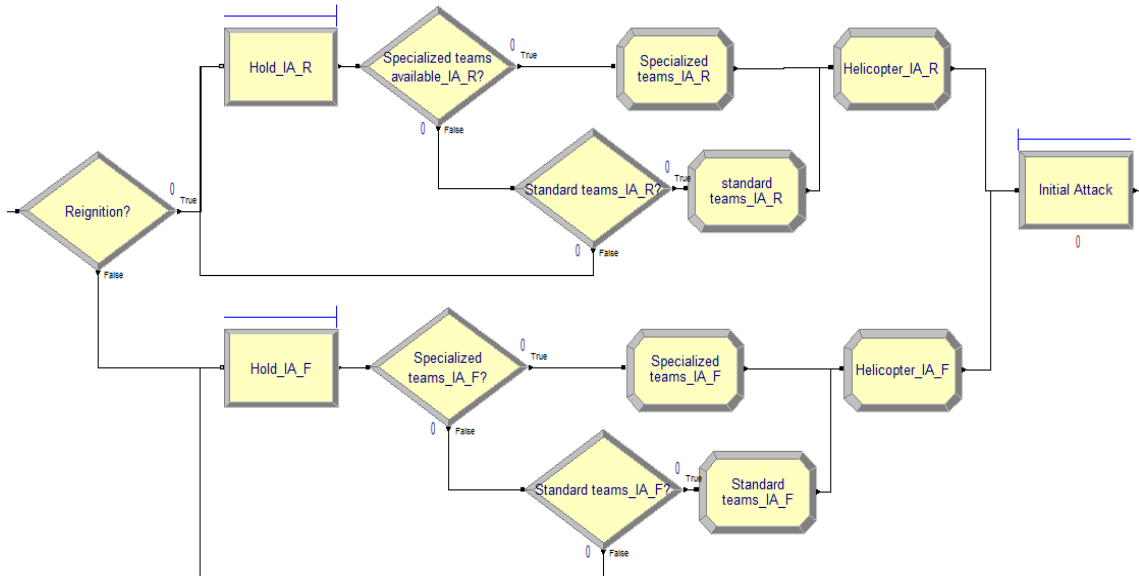 Hold_IA_R
Specialized teams
available_IA_R?
0
True
0
False
Specialized
teams_IA_R
Helicopter_IA_R
Reignition?
0
True
False
Standard teams_IA_R?
0
True
0
False
standard
teams_IA_R
Initial Attack
0
Hold_IA_F
Specialized
teams_IA_F?
0
True
0
False
Specialized
teams_IA_F
Helicopter_IA_F
Standard teams_IA_F?
0
True
0
False
Standard
teams_IA_F